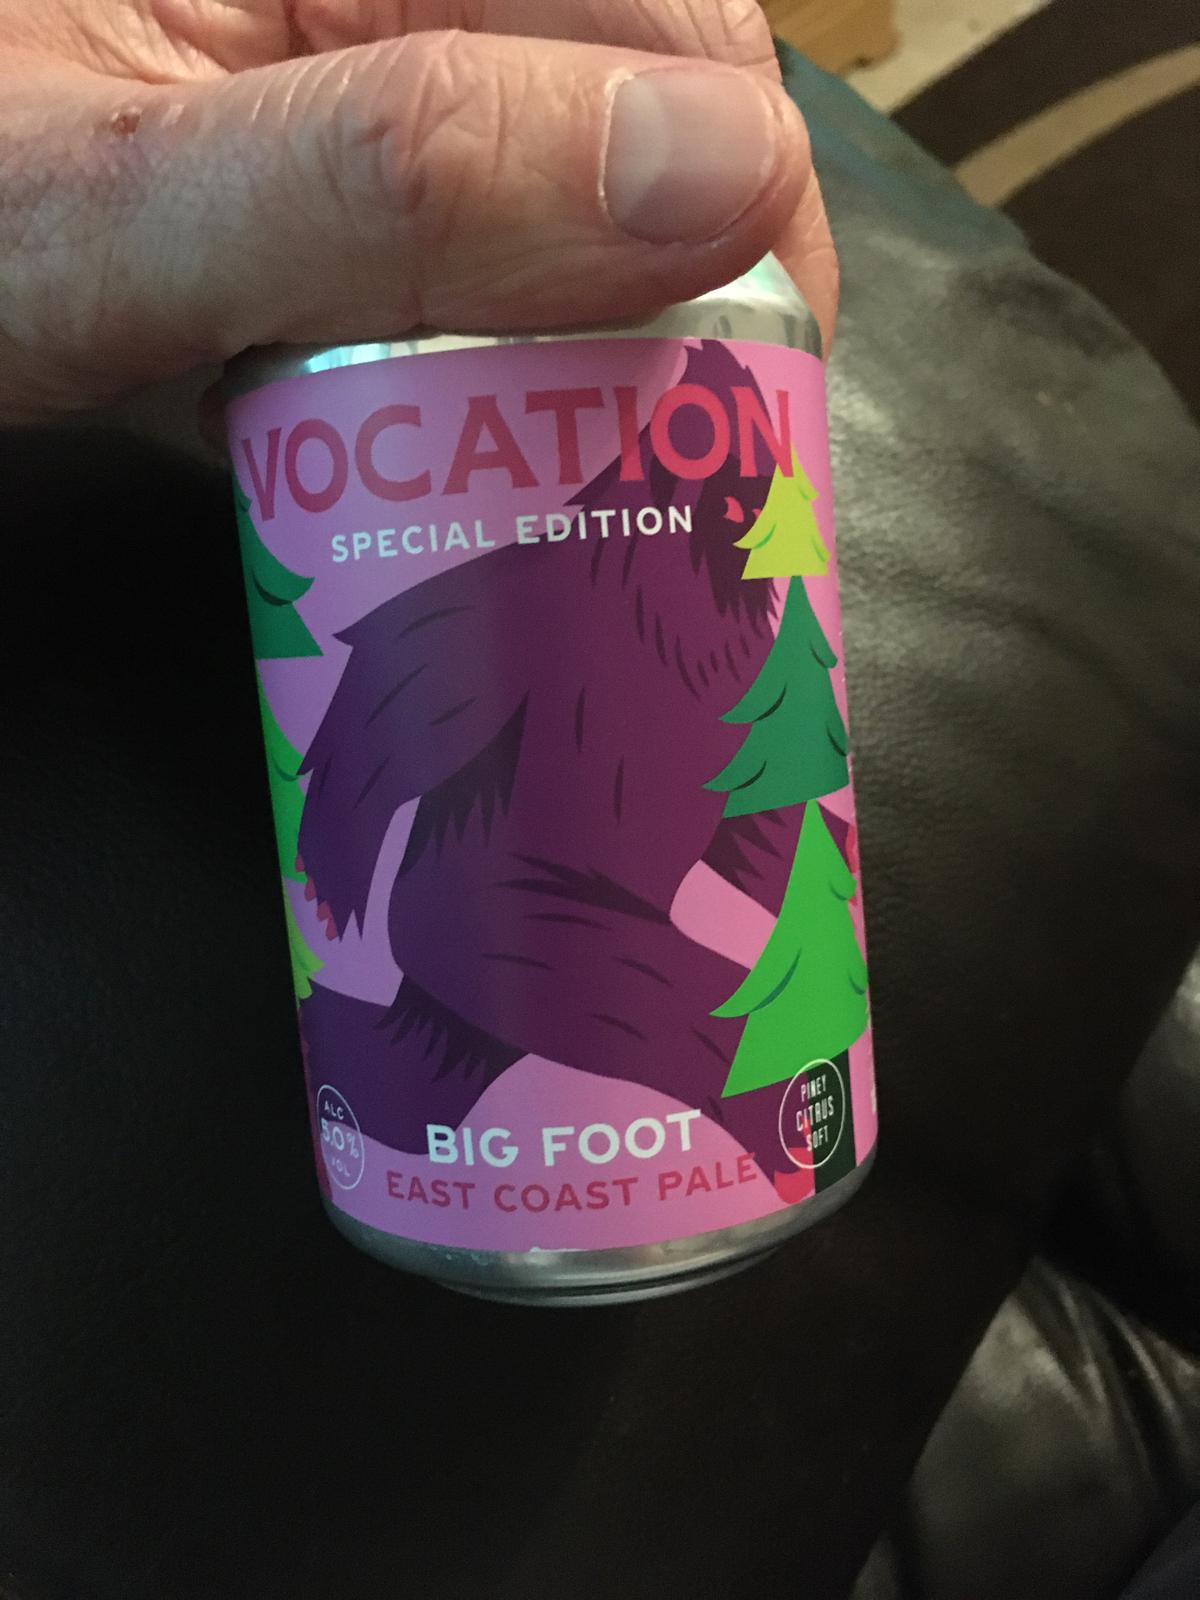 VOCATION
SPECIAL EDITION
ALC
5.0%
VOL
BIG FOOT
EAST COAST PALE
PINEY
CITRUS
SOFT